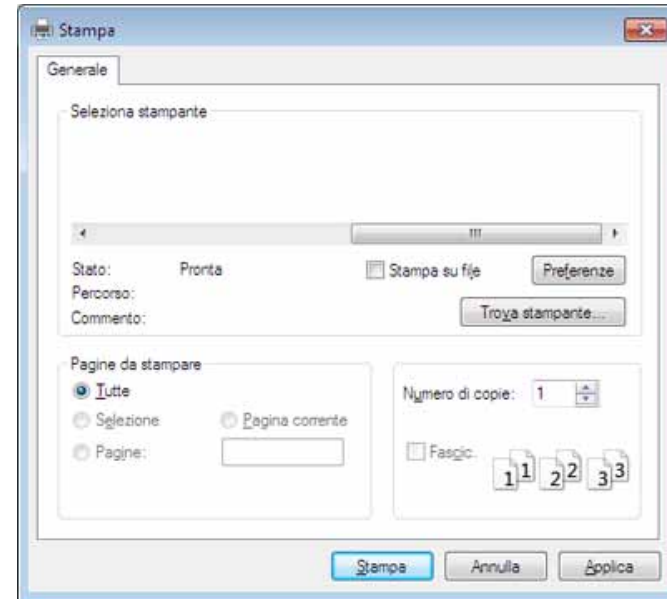 Stampa
Generale
Seleziona stampante
Stato: Pronta
Stampa su file
Preferenze
Percorso:
Commento:
Trova stampante...
Pagine da stampare
Tutte
Selezione
Pagina corrente
Pagine:
Numero di copie: 1
Fascic.
1 1 2 2 3 3
Stampa
Annulla
Applica